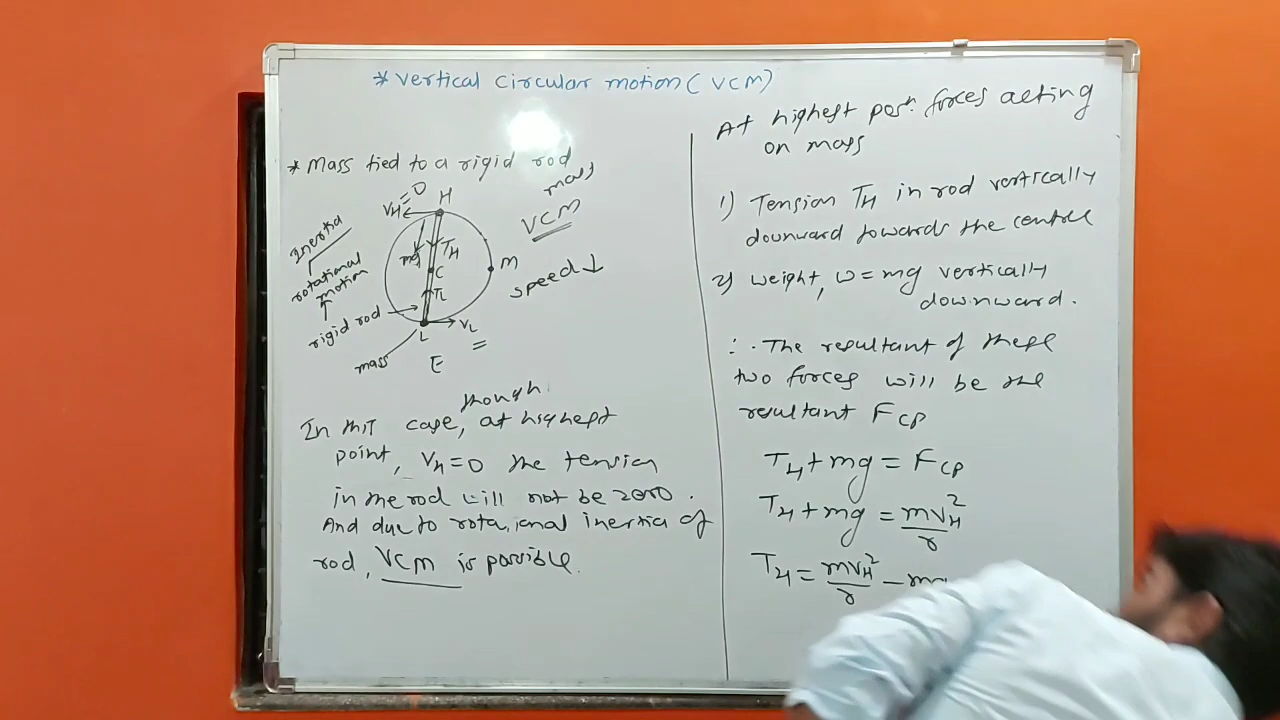 * Vertical Circular motion (VCM)
* Mass tied to a rigid rod
mass
VCM
speed↓
= 0
H
VH
TH
mg
C
M
TL
L
VL
E
Inertia
rotational
motion
rigid rod
mass
though
In this case, at highest
point, VH = 0 the tension
in the rod will not be zero.
And due to rotational inertia of
rod, VCM is possible.
At highest posn. forces acting
on mass
1) Tension TH in rod vertically
downward towards the centre
2) weight, w = mg vertically
downward.
∴ The resultant of these
two forces will be the
resultant FCP
TH + mg = FCP
TH + mg = mVH²/r
TH = mVH²/r - mg